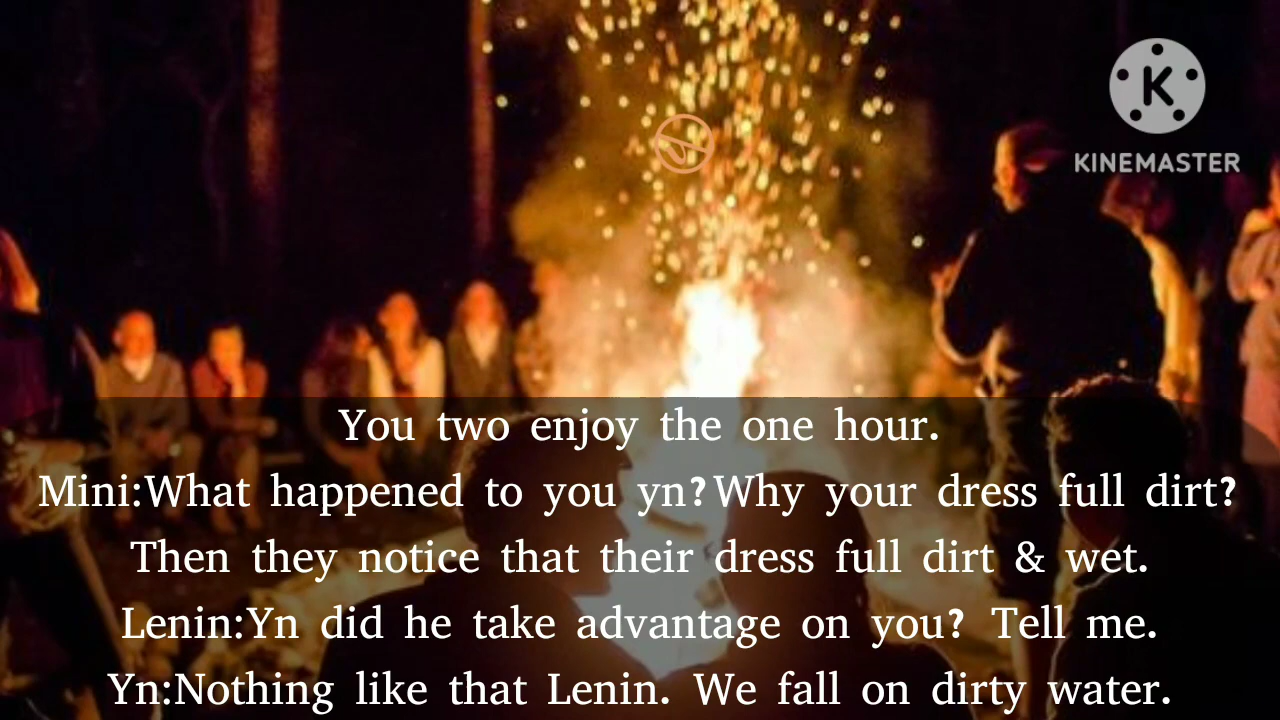 KINEMASTER
You two enjoy the one hour.
Mini:What happened to you yn? Why your dress full dirt?
Then they notice that their dress full dirt & wet.
Lenin:Yn did he take advantage on you? Tell me.
Yn:Nothing like that Lenin. We fall on dirty water.